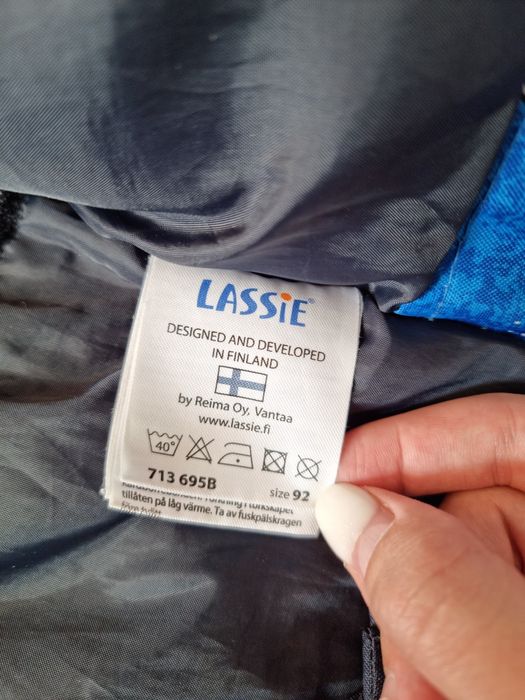 LASSiE®
DESIGNED AND DEVELOPED
IN FINLAND
by Reima Oy, Vantaa
www.lassie.fi
40°
713 695B
size 92
tillåten på låg värme. Ta av fuskpälskragen